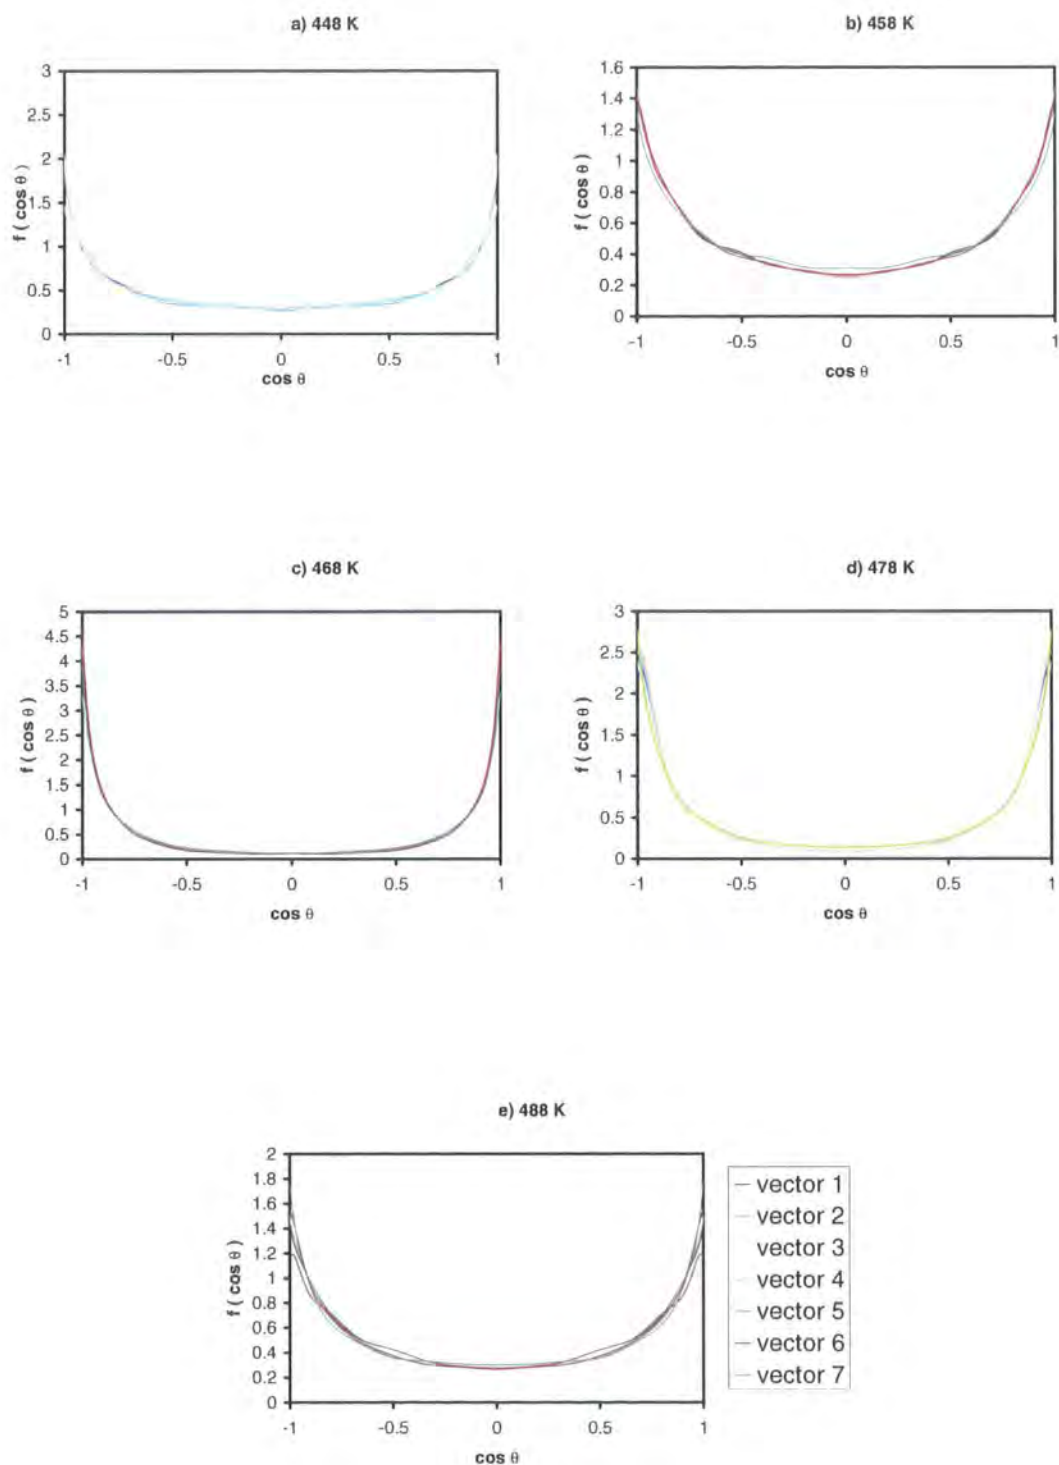 a) 448 K
3
2.5
2
1.5
1
0.5
0
f ( cos θ )
-1 -0.5 0 0.5 1
cos θ
b) 458 K
1.6
1.4
1.2
1
0.8
0.6
0.4
0.2
0
f ( cos θ )
-1 -0.5 0 0.5 1
cos θ
c) 468 K
5
4.5
4
3.5
3
2.5
2
1.5
1
0.5
0
f ( cos θ )
-1 -0.5 0 0.5 1
cos θ
d) 478 K
3
2.5
2
1.5
1
0.5
0
f ( cos θ )
-1 -0.5 0 0.5 1
cos θ
e) 488 K
2
1.8
1.6
1.4
1.2
1
0.8
0.6
0.4
0.2
0
f ( cos θ )
-1 -0.5 0 0.5 1
cos θ
vector 1
vector 2
vector 3
vector 4
vector 5
vector 6
vector 7